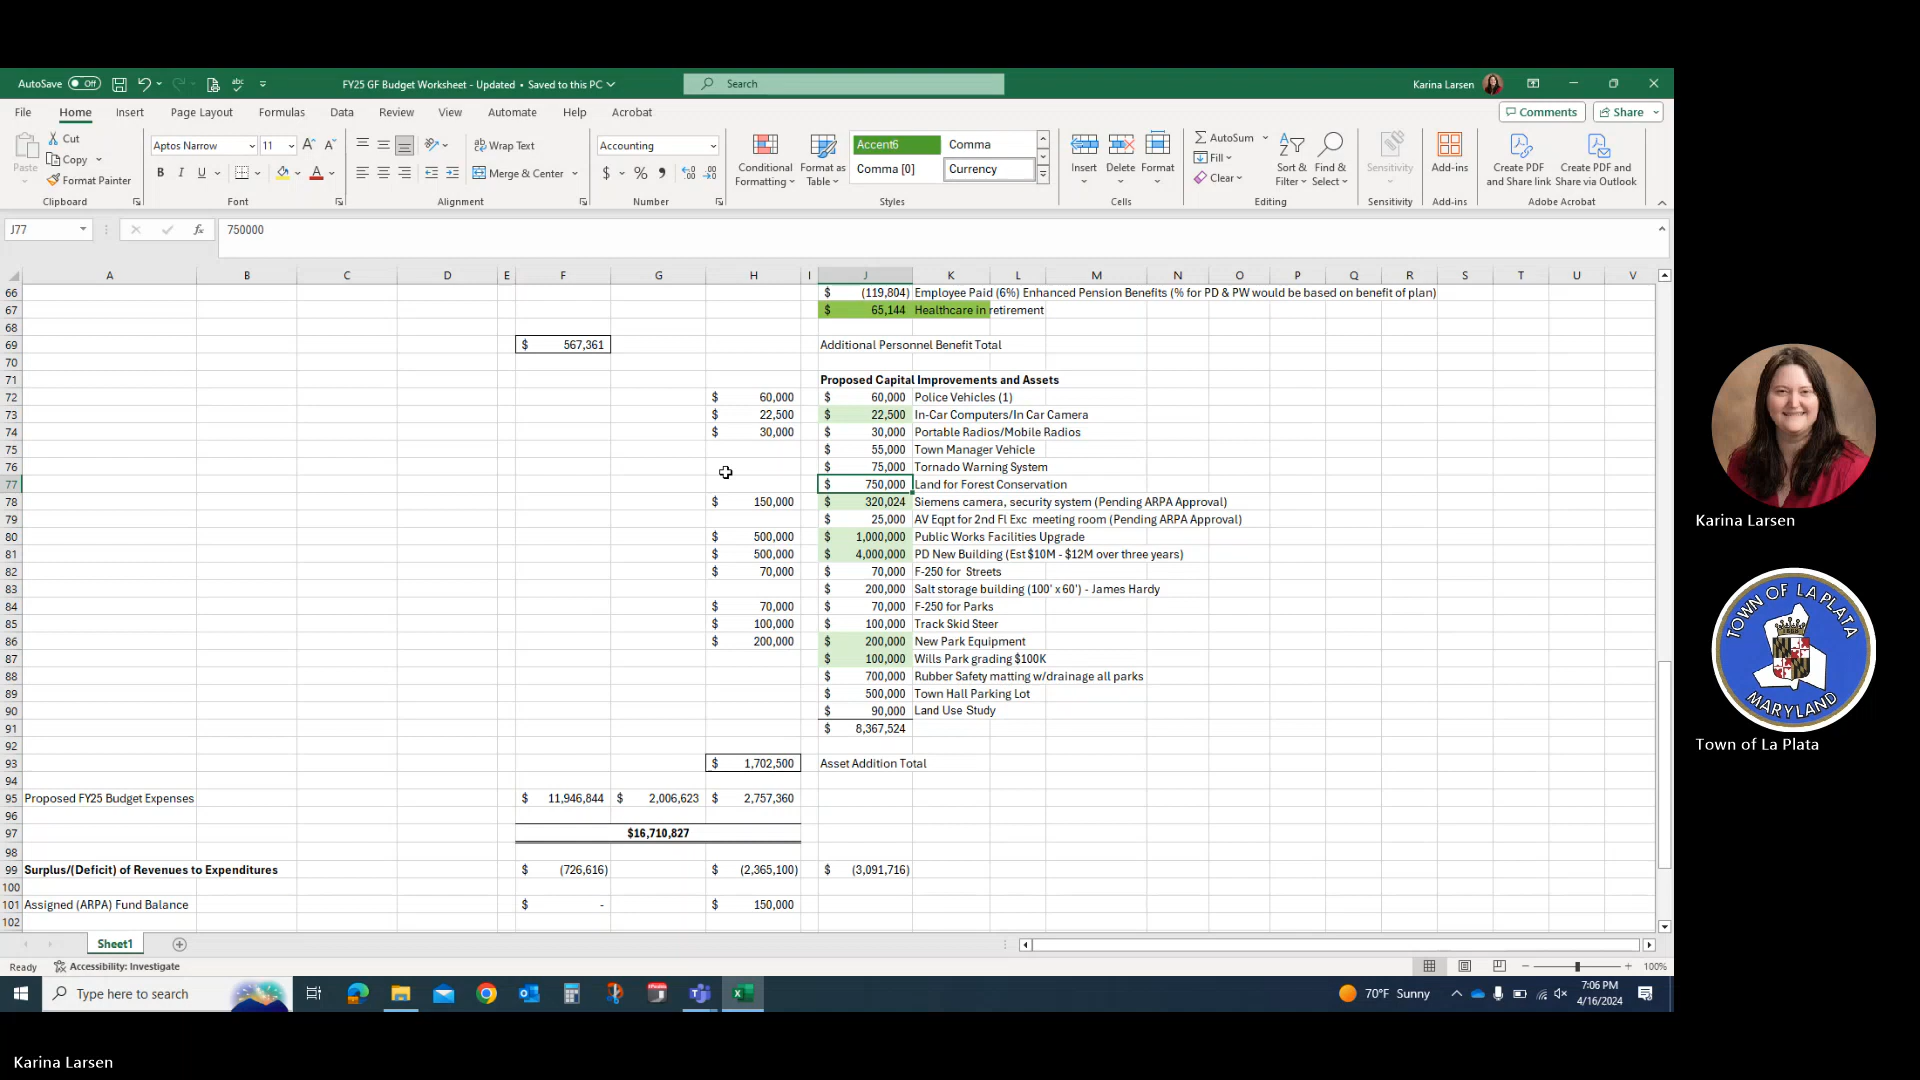 AutoSave Off FY25 GF Budget Worksheet - Updated • Saved to this PC Search Karina Larsen
File Home Insert Page Layout Formulas Data Review View Automate Help Acrobat Comments Share
Paste Cut Copy Format Painter Clipboard
Aptos Narrow 11 B I U Font
Wrap Text Merge & Center Alignment
Accounting $ % Number
Conditional Formatting Format as Table Accent6 Comma Comma [0] Currency Styles
Insert Delete Format Cells
AutoSum Fill Clear Sort & Filter Find & Select Editing
Sensitivity Sensitivity
Add-ins Add-ins
Create PDF and Share link Create PDF and Share via Outlook Adobe Acrobat
J77 fx 750000
A B C D E F G H I J K L M N O P Q R S T U V
66 $ (119,804) Employee Paid (6%) Enhanced Pension Benefits (% for PD & PW would be based on benefit of plan)
67 $ 65,144 Healthcare in retirement
68
69 $ 567,361 Additional Personnel Benefit Total
70
71 Proposed Capital Improvements and Assets
72 $ 60,000 $ 60,000 Police Vehicles (1)
73 $ 22,500 $ 22,500 In-Car Computers/In Car Camera
74 $ 30,000 $ 30,000 Portable Radios/Mobile Radios
75 $ 55,000 Town Manager Vehicle
76 $ 75,000 Tornado Warning System
77 $ 750,000 Land for Forest Conservation
78 $ 150,000 $ 320,024 Siemens camera, security system (Pending ARPA Approval)
79 $ 25,000 AV Eqpt for 2nd Fl Exc meeting room (Pending ARPA Approval)
80 $ 500,000 $ 1,000,000 Public Works Facilities Upgrade
81 $ 500,000 $ 4,000,000 PD New Building (Est $10M - $12M over three years)
82 $ 70,000 $ 70,000 F-250 for Streets
83 $ 200,000 Salt storage building (100' x 60') - James Hardy
84 $ 70,000 $ 70,000 F-250 for Parks
85 $ 100,000 $ 100,000 Track Skid Steer
86 $ 200,000 $ 200,000 New Park Equipment
87 $ 100,000 Wills Park grading $100K
88 $ 700,000 Rubber Safety matting w/drainage all parks
89 $ 500,000 Town Hall Parking Lot
90 $ 90,000 Land Use Study
91 $ 8,367,524
92
93 $ 1,702,500 Asset Addition Total
94
95 Proposed FY25 Budget Expenses $ 11,946,844 $ 2,006,623 $ 2,757,360
96
97 $16,710,827
98
99 Surplus/(Deficit) of Revenues to Expenditures $ (726,616) $ (2,365,100) $ (3,091,716)
100
101 Assigned (ARPA) Fund Balance $ - $ 150,000
102
Sheet1
Ready Accessibility: Investigate 100%
Type here to search 70°F Sunny 7:06 PM
4/16/2024
Karina Larsen
TOWN OF LA PLATA
MARYLAND
Town of La Plata
Karina Larsen